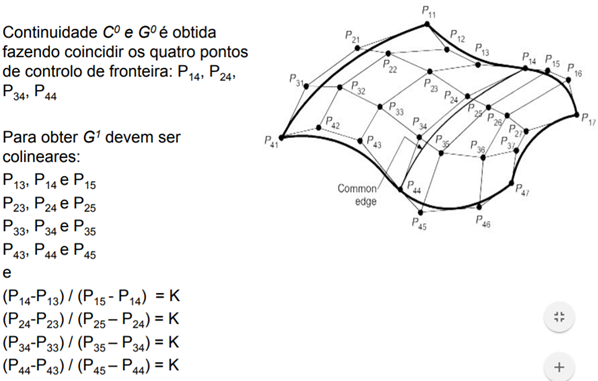 Continuidade C⁰ e G⁰ é obtida
fazendo coincidir os quatro pontos
de controlo de fronteira: P₁₄, P₂₄,
P₃₄, P₄₄
Para obter G¹ devem ser
colineares:
P₁₃, P₁₄ e P₁₅
P₂₃, P₂₄ e P₂₅
P₃₃, P₃₄ e P₃₅
P₄₃, P₄₄ e P₄₅
e
(P₁₄-P₁₃) / (P₁₅ - P₁₄) = K
(P₂₄-P₂₃) / (P₂₅ – P₂₄) = K
(P₃₄-P₃₃) / (P₃₅ – P₃₄) = K
(P₄₄-P₄₃) / (P₄₅ – P₄₄) = K
P₁₁
P₁₂
P₁₃
P₁₄
P₁₅
P₁₆
P₁₇
P₂₁
P₂₂
P₂₃
P₂₄
P₂₅
P₂₆
P₂₇
P₃₁
P₃₂
P₃₃
P₃₄
P₃₅
P₃₆
P₃₇
P₄₁
P₄₂
P₄₃
P₄₄
P₄₅
P₄₆
P₄₇
Common
edge